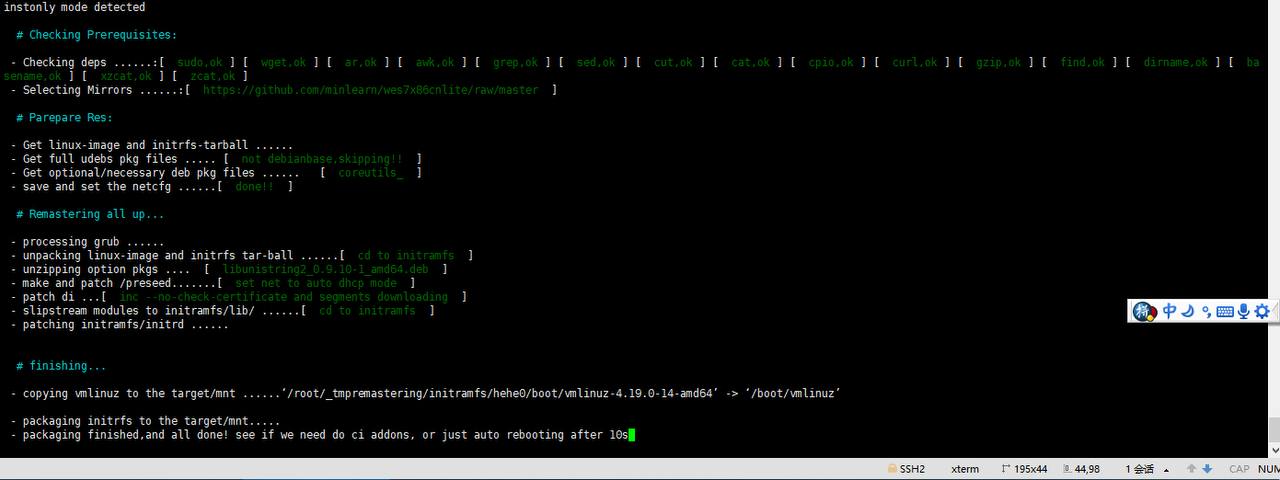 instonly mode detected
# Checking Prerequisites:
- Checking deps ......:[ sudo,ok ] [ wget,ok ] [ ar,ok ] [ awk,ok ] [ grep,ok ] [ sed,ok ] [ cut,ok ] [ cat,ok ] [ cpio,ok ] [ curl,ok ] [ gzip,ok ] [ find,ok ] [ dirname,ok ] [ ba
sename,ok ] [ xzcat,ok ] [ zcat,ok ]
- Selecting Mirrors ......:[ https://github.com/minlearn/wes7x86cnlite/raw/master ]
# Parepare Res:
- Get linux-image and initrfs-tarball ......
- Get full udebs pkg files ..... [ not debianbase,skipping!! ]
- Get optional/necessary deb pkg files ...... [ coreutils_ ]
- save and set the netcfg ......[ done!! ]
# Remastering all up...
- processing grub ......
- unpacking linux-image and initrfs tar-ball ......[ cd to initramfs ]
- unzipping option pkgs .... [ libunistring2_0.9.10-1_amd64.deb ]
- make and patch /preseed.......[ set net to auto dhcp mode ]
- patch di ...[ inc --no-check-certificate and segments downloading ]
- slipstream modules to initramfs/lib/ ......[ cd to initramfs ]
- patching initramfs/initrd ......
# finishing...
- copying vmlinuz to the target/mnt ......‘/root/_tmpremastering/initramfs/hehe0/boot/vmlinuz-4.19.0-14-amd64’ -> ‘/boot/vmlinuz’
- packaging initrfs to the target/mnt.....
- packaging finished,and all done! see if we need do ci addons, or just auto rebooting after 10s
拼 中
SSH2 xterm 195x44 44,98 1 会话 CAP NUM